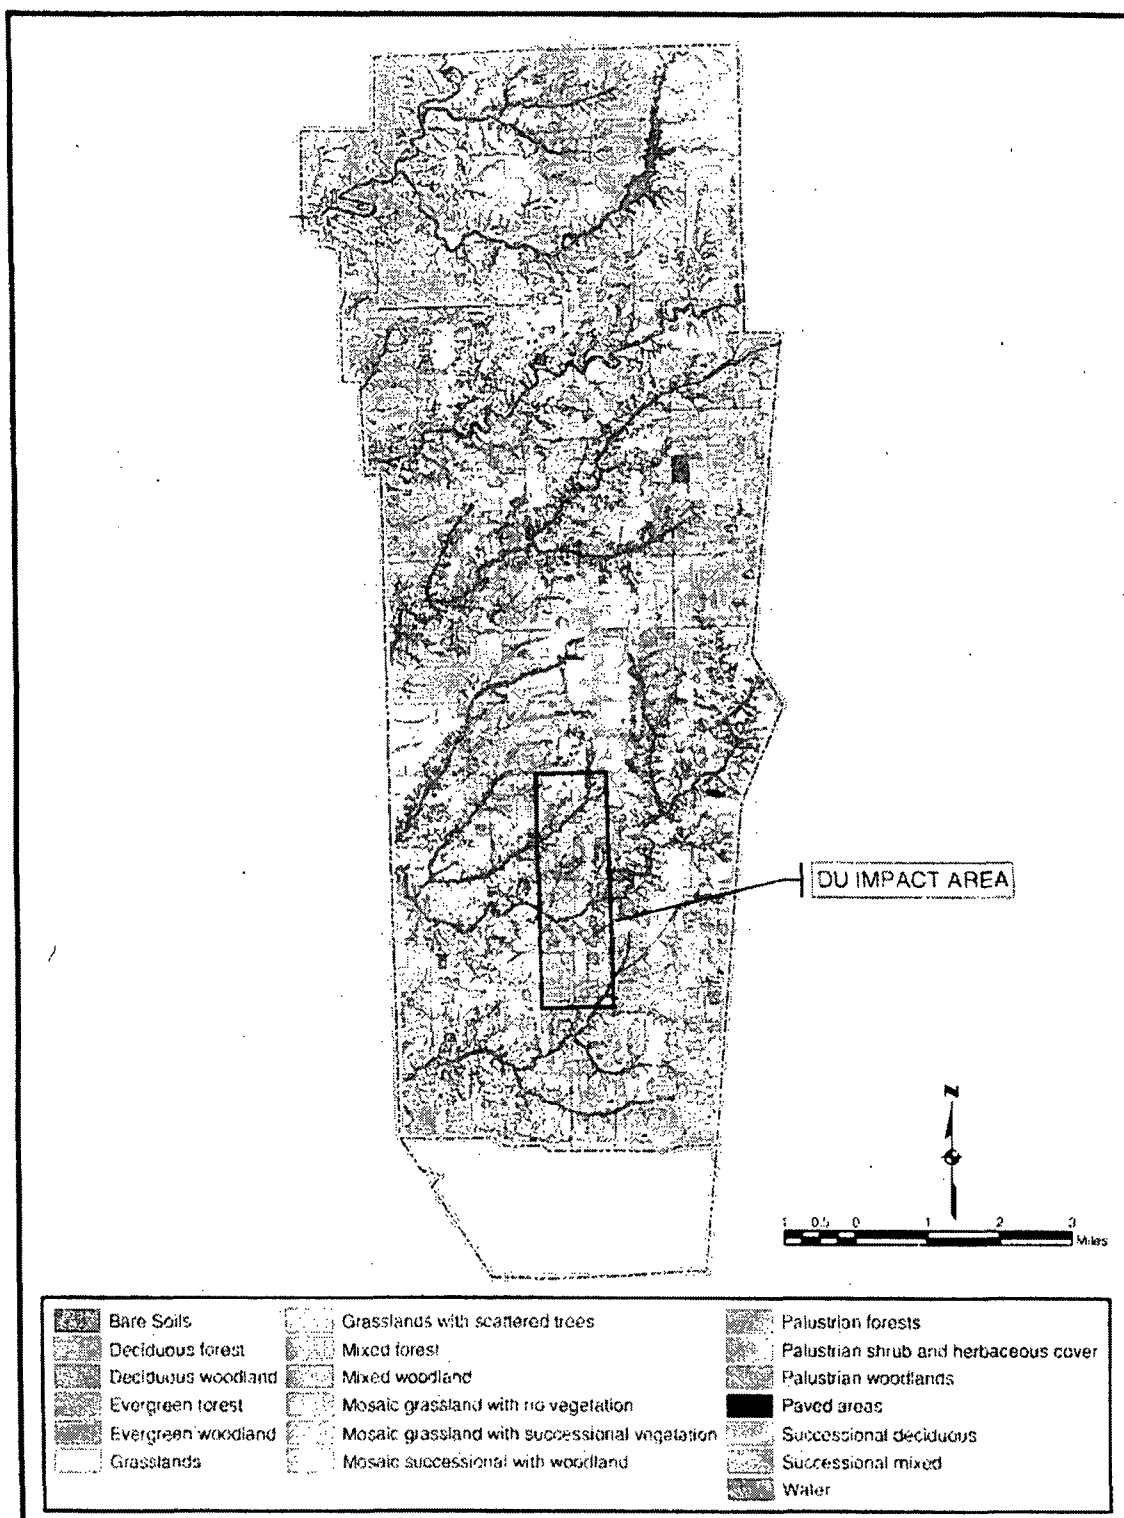 DU IMPACT AREA
N
1 0.5 0 1 2 3
Miles
Bare Soils
Deciduous forest
Deciduous woodland
Evergreen forest
Evergreen woodland
Grasslands
Grasslands with scattered trees
Mixed forest
Mixed woodland
Mosaic grassland with no vegetation
Mosaic grassland with successional vegetation
Mosaic successional with woodland
Palustrian forests
Palustrian shrub and herbaceous cover
Palustrian woodlands
Paved areas
Successional deciduous
Successional mixed
Water